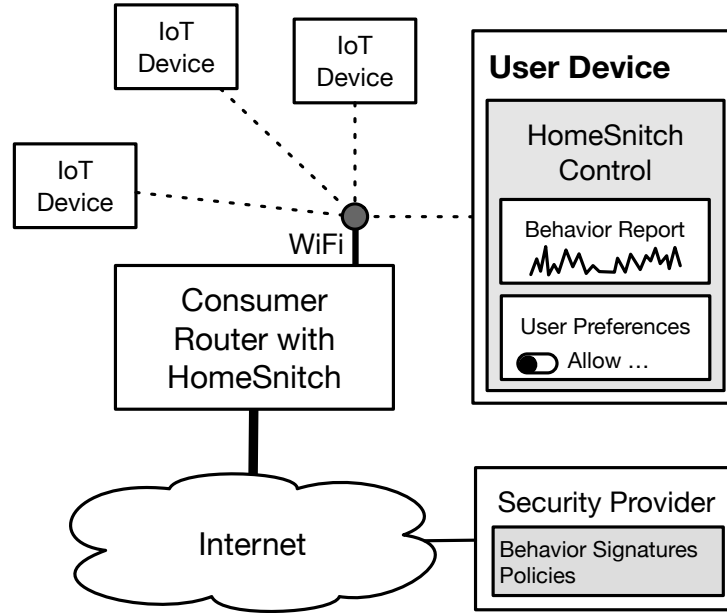 IoT
Device
IoT
Device
IoT
Device
WiFi
User Device
HomeSnitch
Control
Behavior Report
User Preferences
Allow ...
Consumer
Router with
HomeSnitch
Internet
Security Provider
Behavior Signatures
Policies